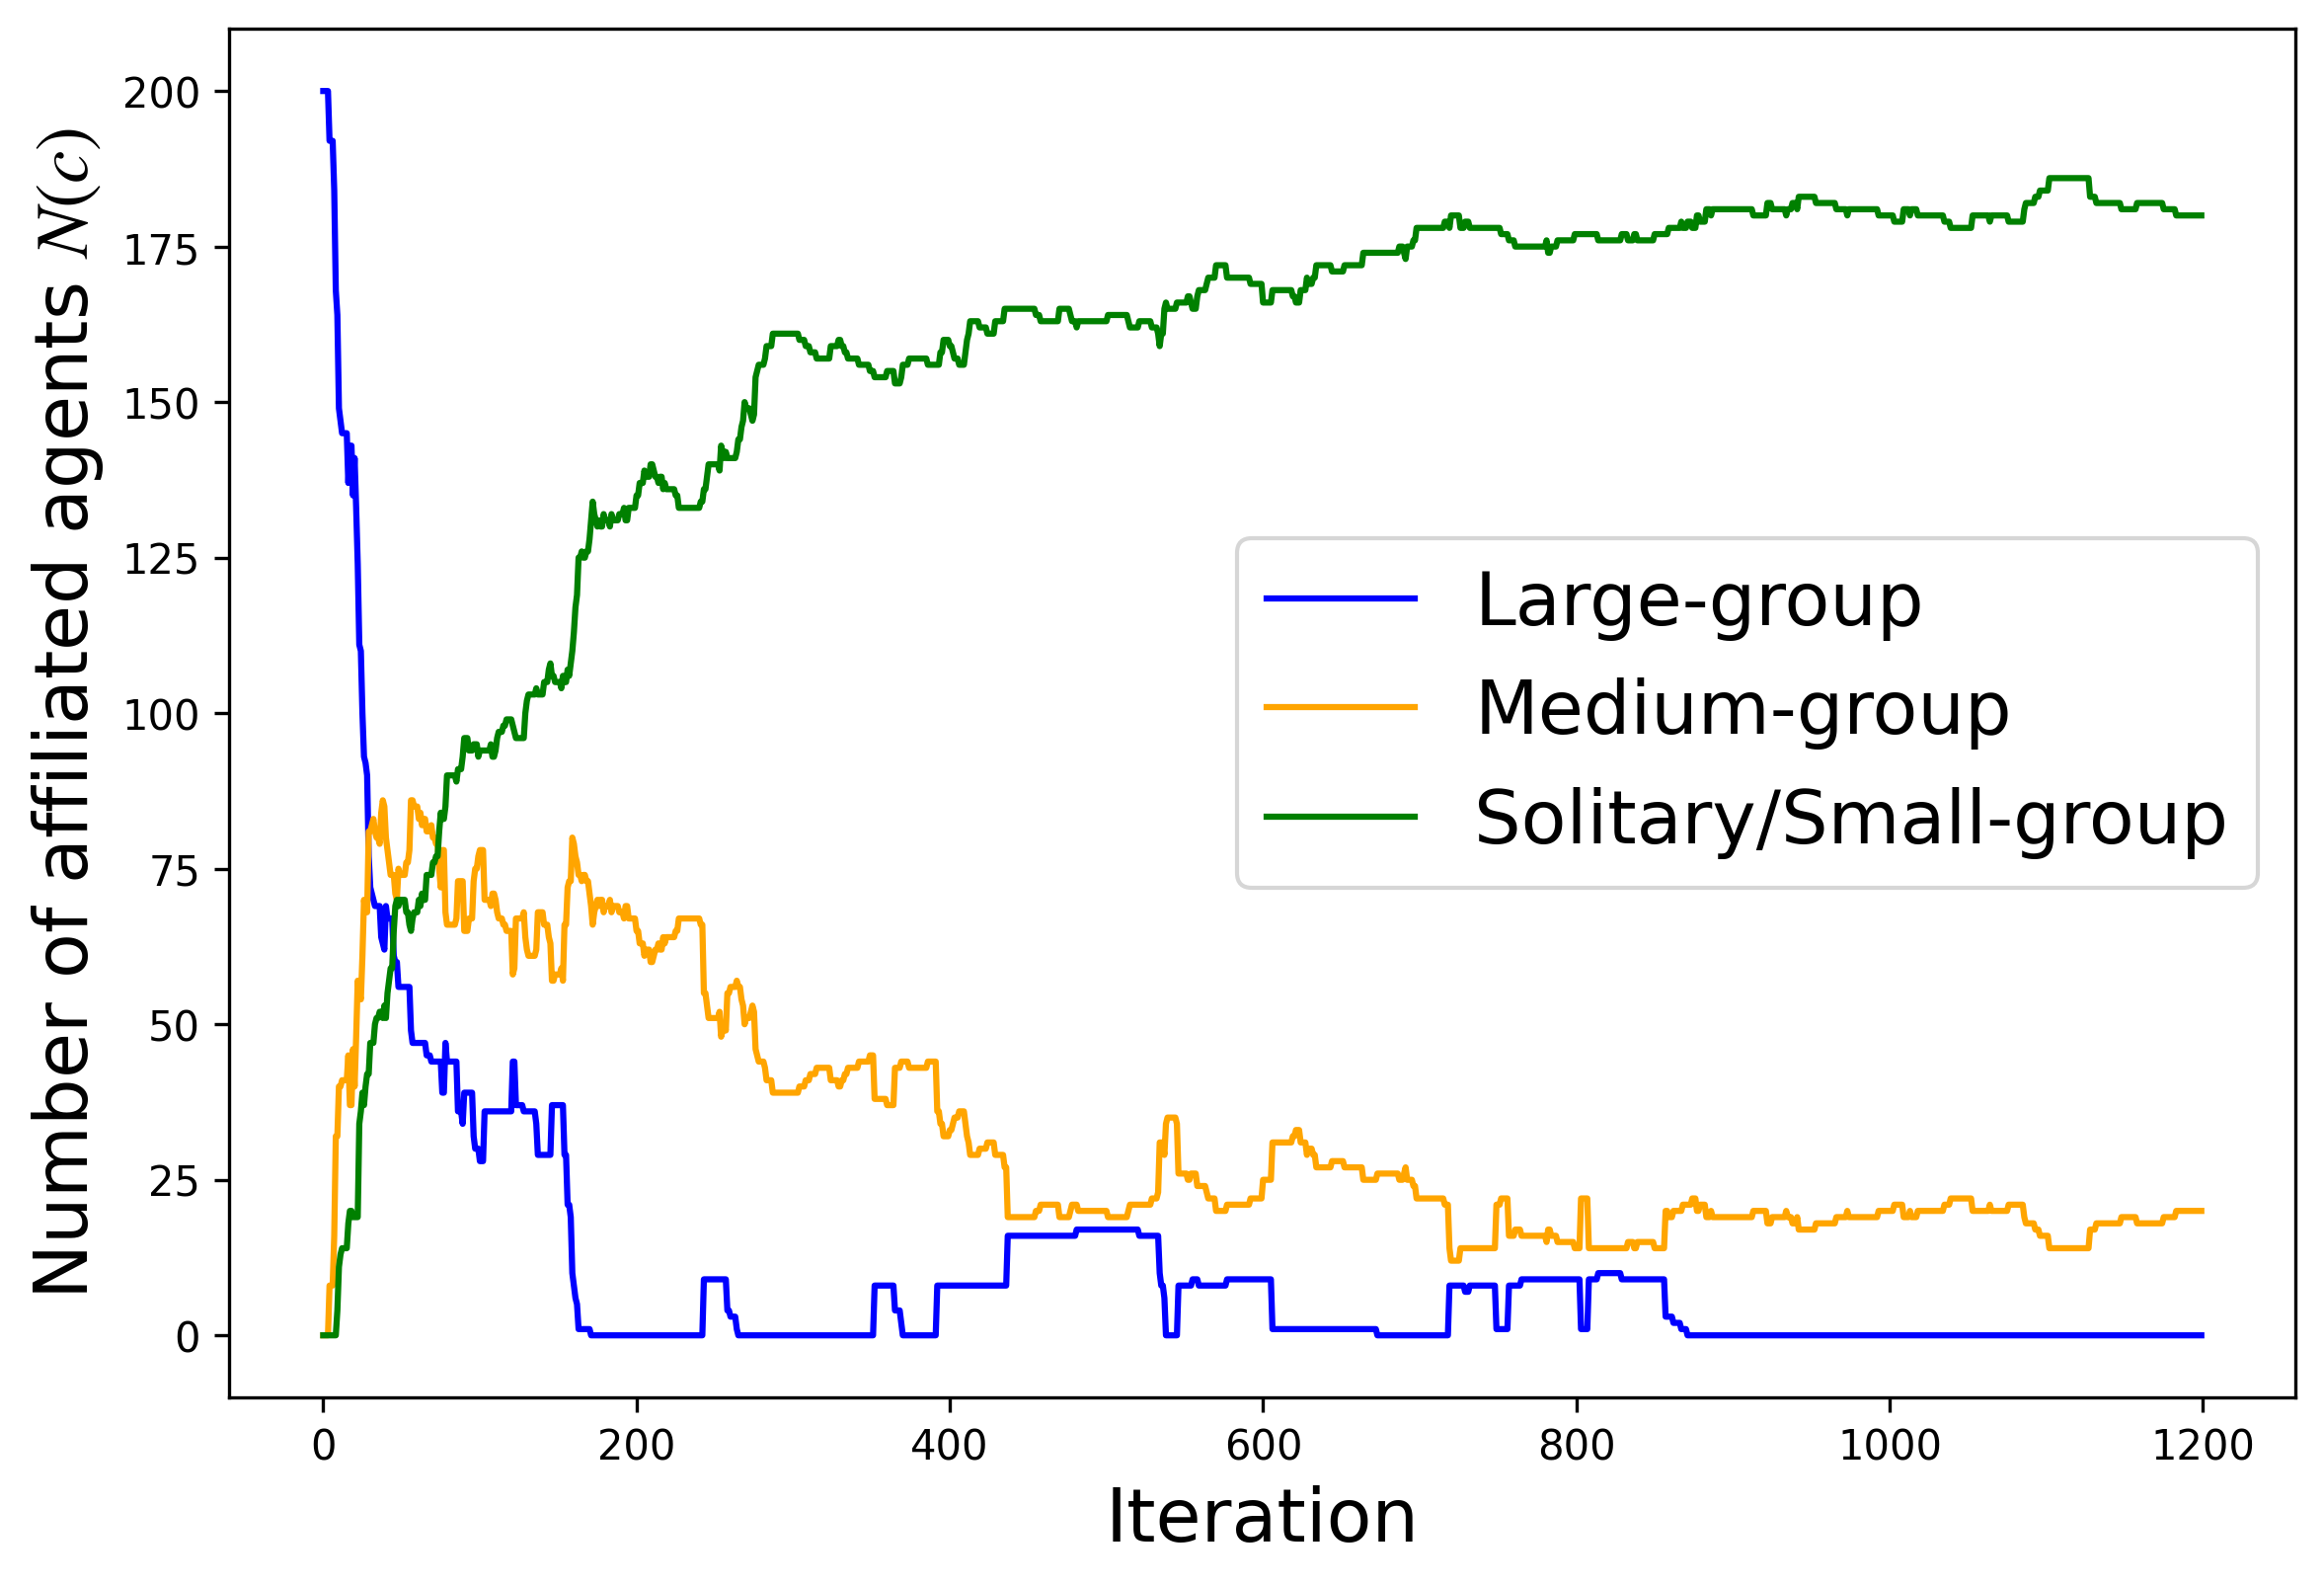 Number of affiliated agents N(c)
200
175
150
125
100
75
50
25
0
Large-group
Medium-group
Solitary/Small-group
0 200 400 600 800 1000 1200
Iteration